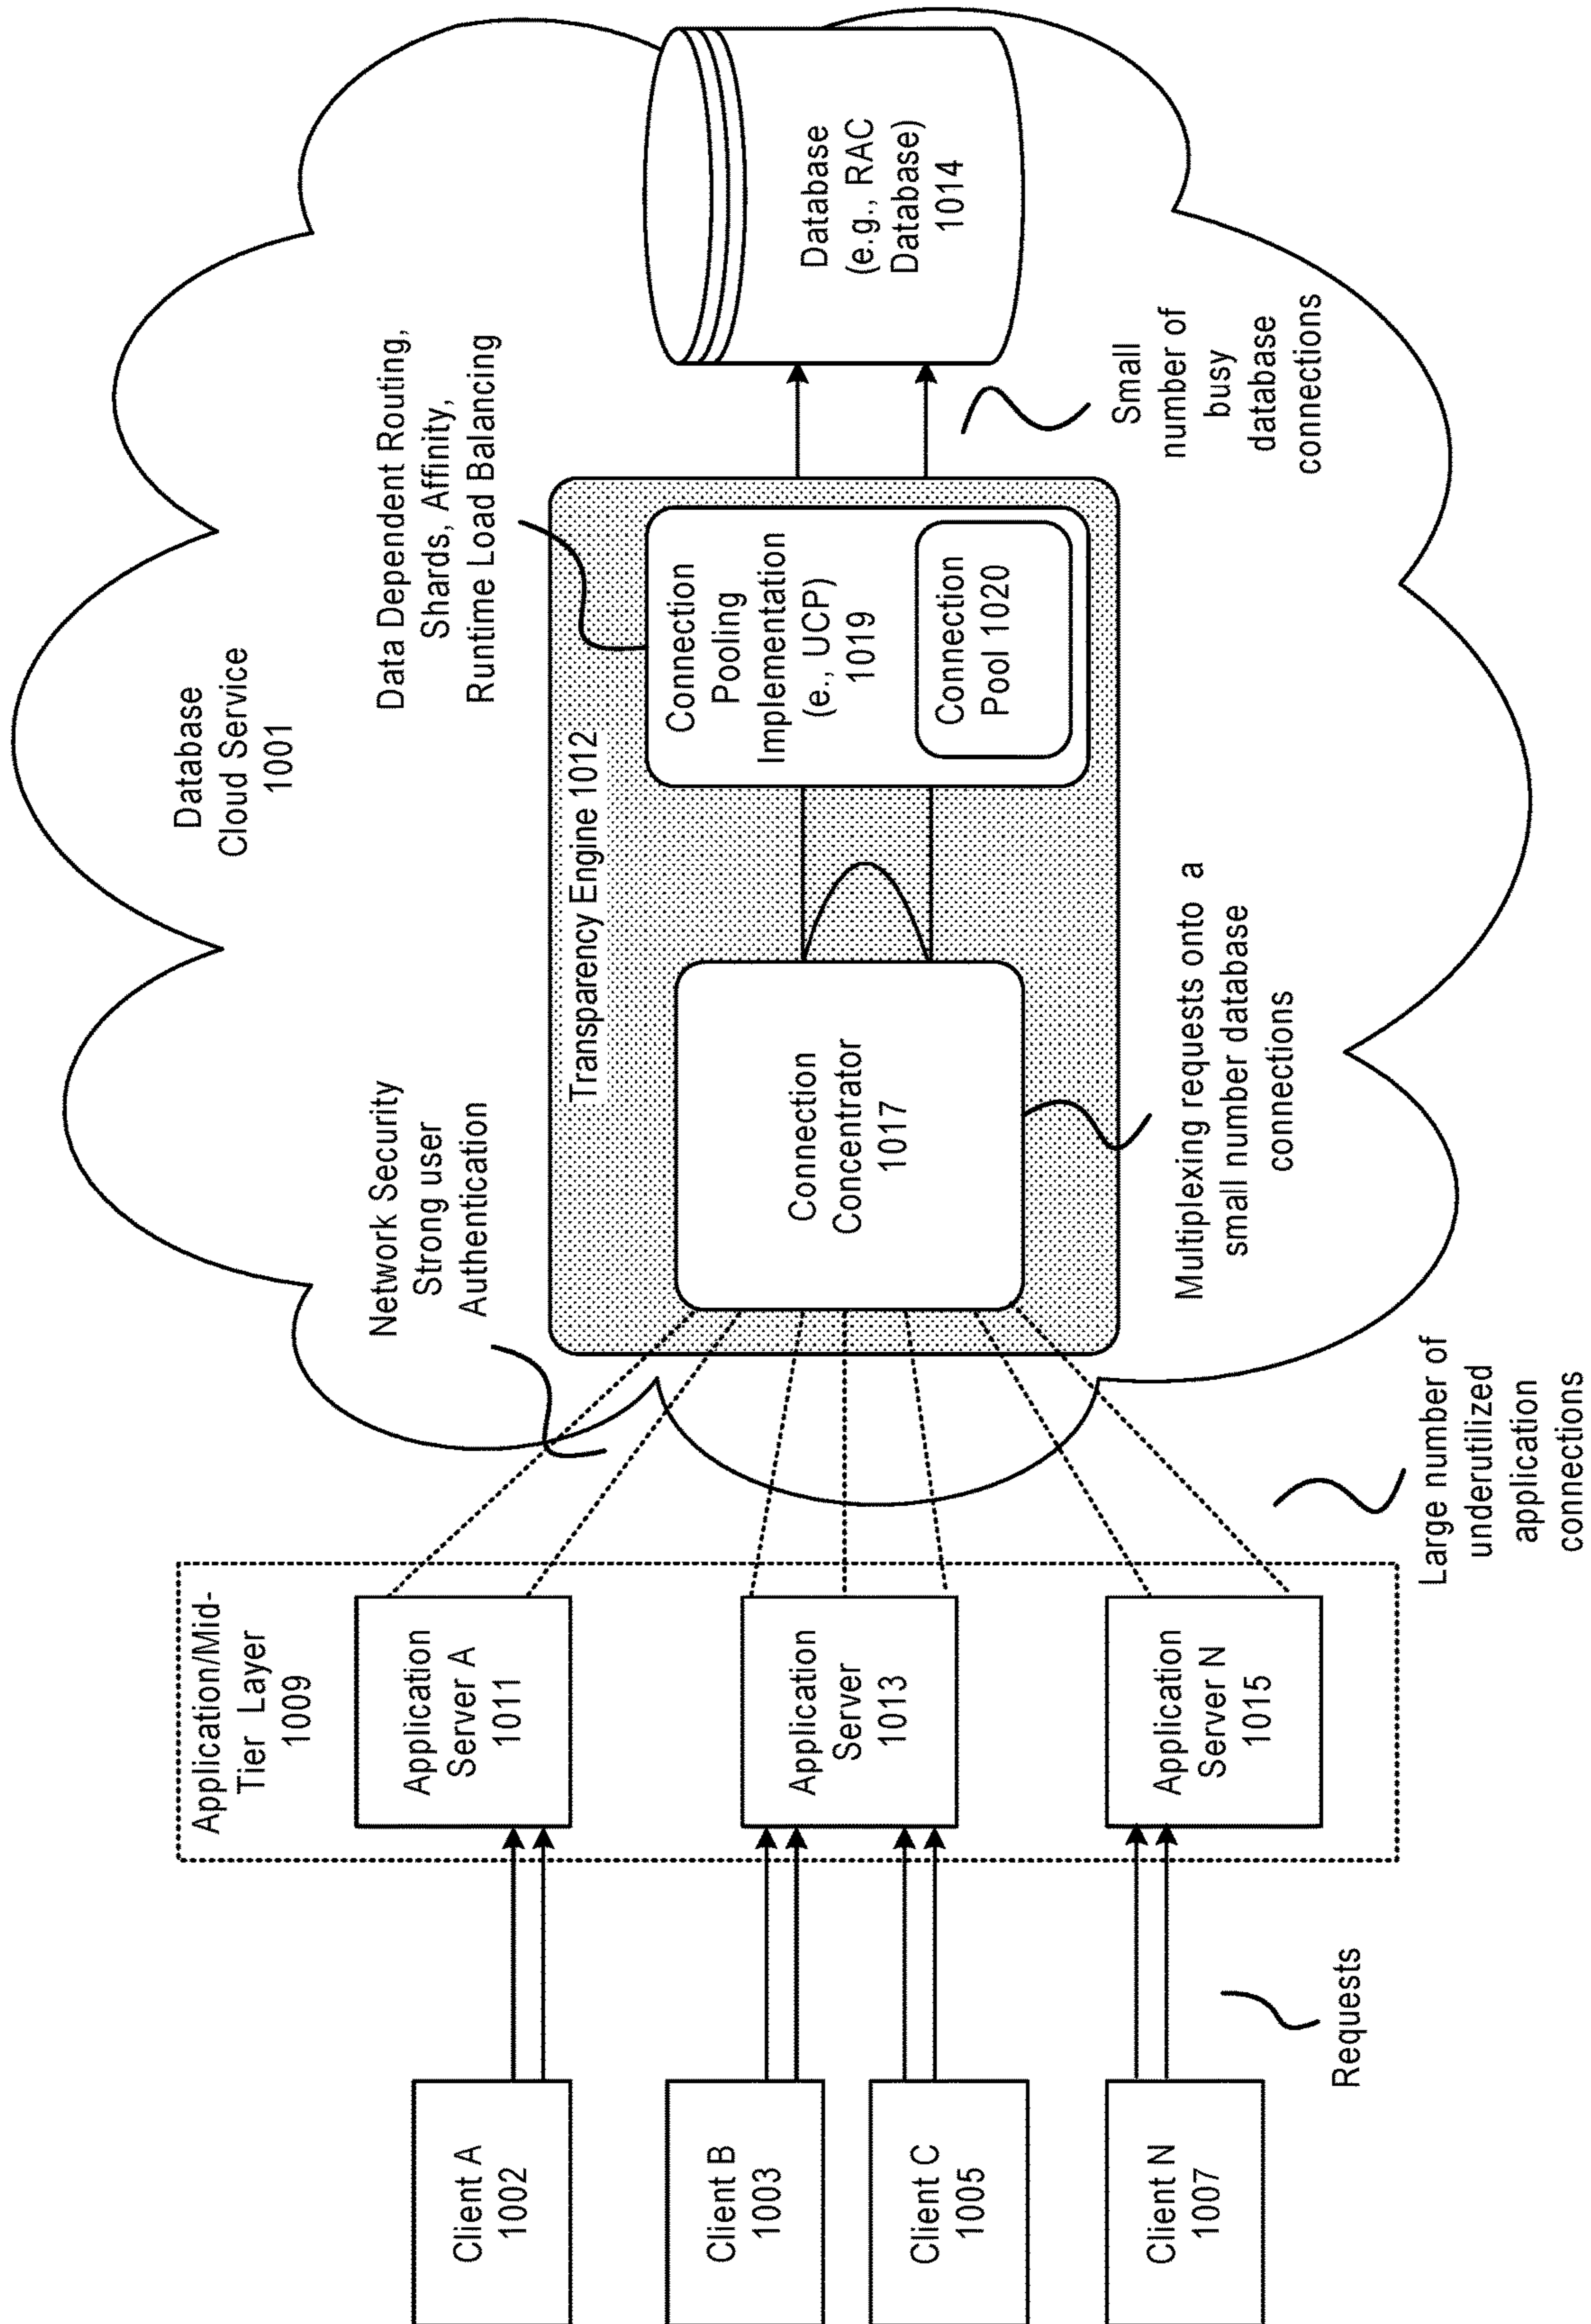 Database
Cloud Service
1001
Data Dependent Routing,
Shards, Affinity,
Runtime Load Balancing
Network Security
Strong user
Authentication
Application/Mid-
Tier Layer
1009
Client A
1002
Client B
1003
Client C
1005
Client N
1007
Requests
Application
Server A
1011
Application
Server
1013
Application
Server N
1015
Large number of
underutilized
application
connections
Transparency Engine 1012
Connection
Concentrator
1017
Multiplexing requests onto a
small number database
connections
Connection
Pooling
Implementation
(e., UCP)
1019
Connection
Pool 1020
Small
number of
busy
database
connections
Database
(e.g., RAC
Database)
1014